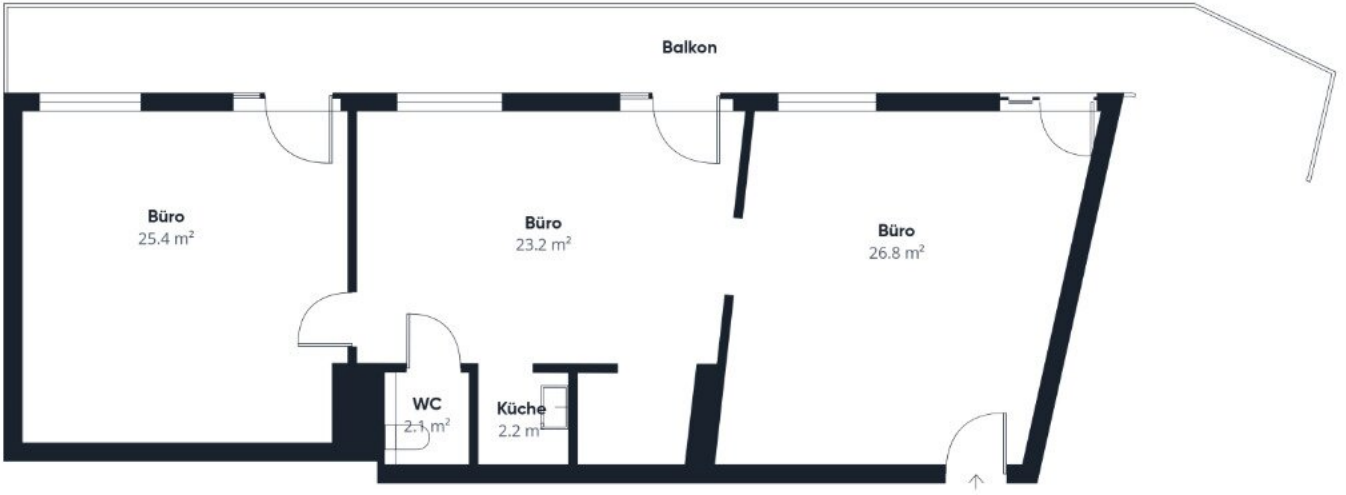 Balkon
Büro
25.4 m²
Büro
23.2 m²
Büro
26.8 m²
WC
2.1 m²
Küche
2.2 m